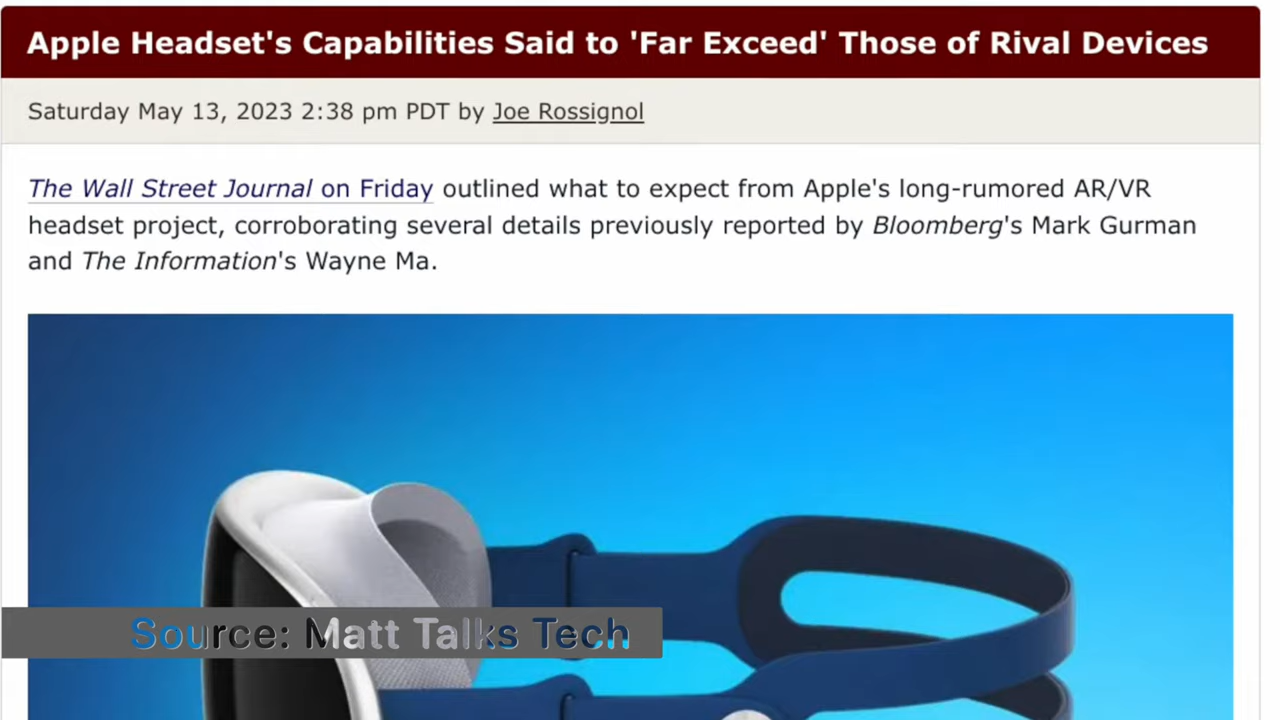 Apple Headset's Capabilities Said to 'Far Exceed' Those of Rival Devices
Saturday May 13, 2023 2:38 pm PDT by Joe Rossignol
The Wall Street Journal on Friday outlined what to expect from Apple's long-rumored AR/VR
headset project, corroborating several details previously reported by Bloomberg's Mark Gurman
and The Information's Wayne Ma.
Source: Matt Talks Tech